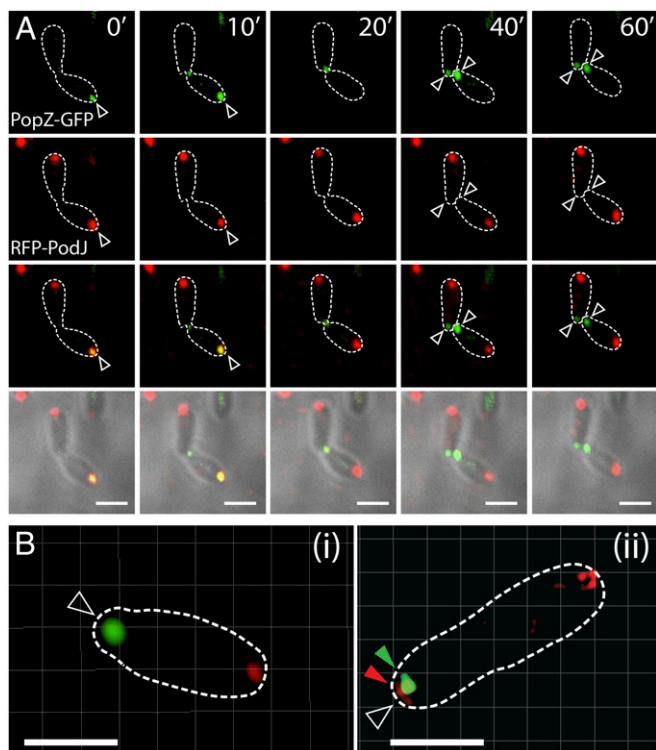 A 0′ 10′ 20′ 40′ 60′
PopZ-GFP
RFP-PodJ
B (i) (ii)